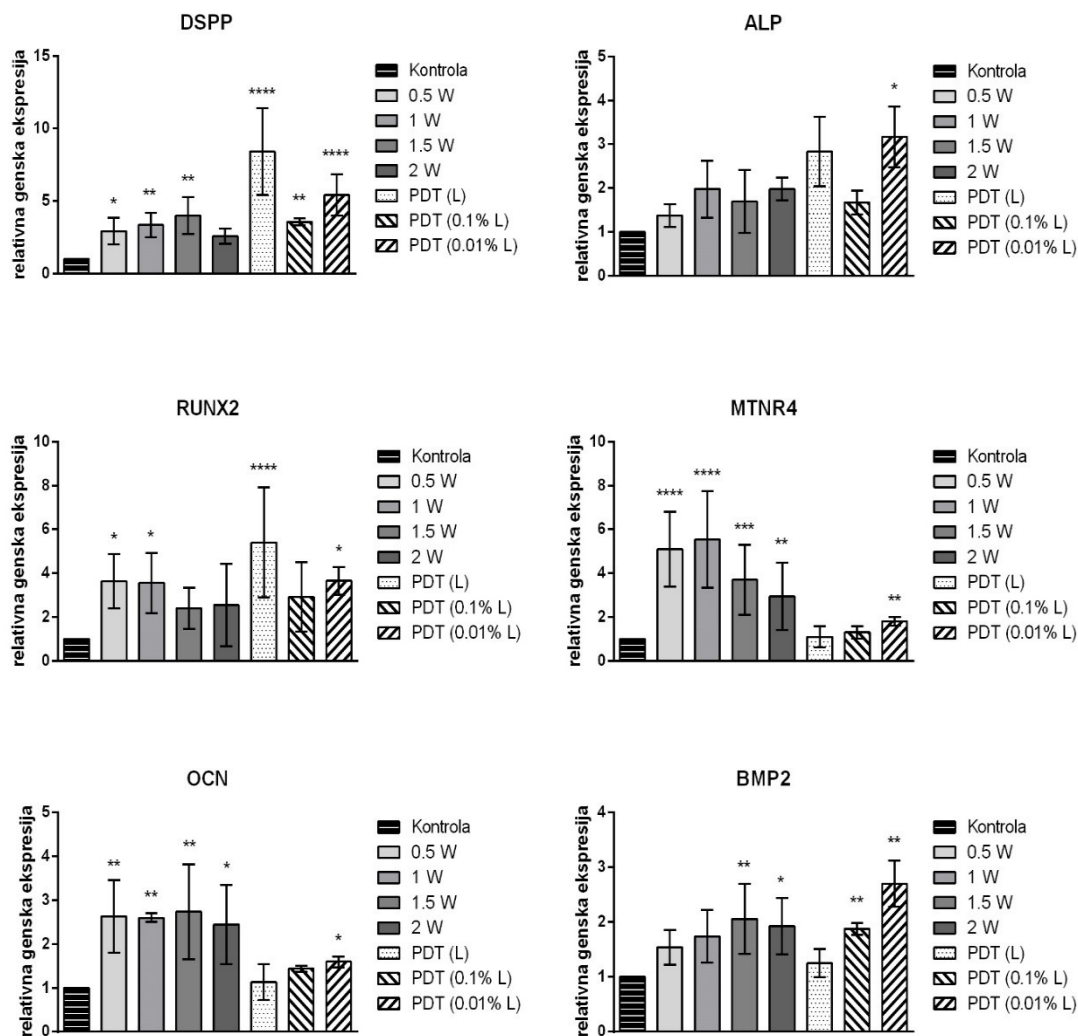 DSPP
relativna genska ekspresija
15
10
5
0
*
**
**
****
**
****
Kontrola
0.5 W
1 W
1.5 W
2 W
PDT (L)
PDT (0.1% L)
PDT (0.01% L)
ALP
relativna genska ekspresija
5
4
3
2
1
0
*
Kontrola
0.5 W
1 W
1.5 W
2 W
PDT (L)
PDT (0.1% L)
PDT (0.01% L)
RUNX2
relativna genska ekspresija
10
8
6
4
2
0
*
*
****
*
Kontrola
0.5 W
1 W
1.5 W
2 W
PDT (L)
PDT (0.1% L)
PDT (0.01% L)
MTNR4
relativna genska ekspresija
10
8
6
4
2
0
****
****
***
**
**
Kontrola
0.5 W
1 W
1.5 W
2 W
PDT (L)
PDT (0.1% L)
PDT (0.01% L)
OCN
relativna genska ekspresija
5
4
3
2
1
0
**
**
**
*
*
Kontrola
0.5 W
1 W
1.5 W
2 W
PDT (L)
PDT (0.1% L)
PDT (0.01% L)
BMP2
relativna genska ekspresija
4
3
2
1
0
**
*
**
**
Kontrola
0.5 W
1 W
1.5 W
2 W
PDT (L)
PDT (0.1% L)
PDT (0.01% L)